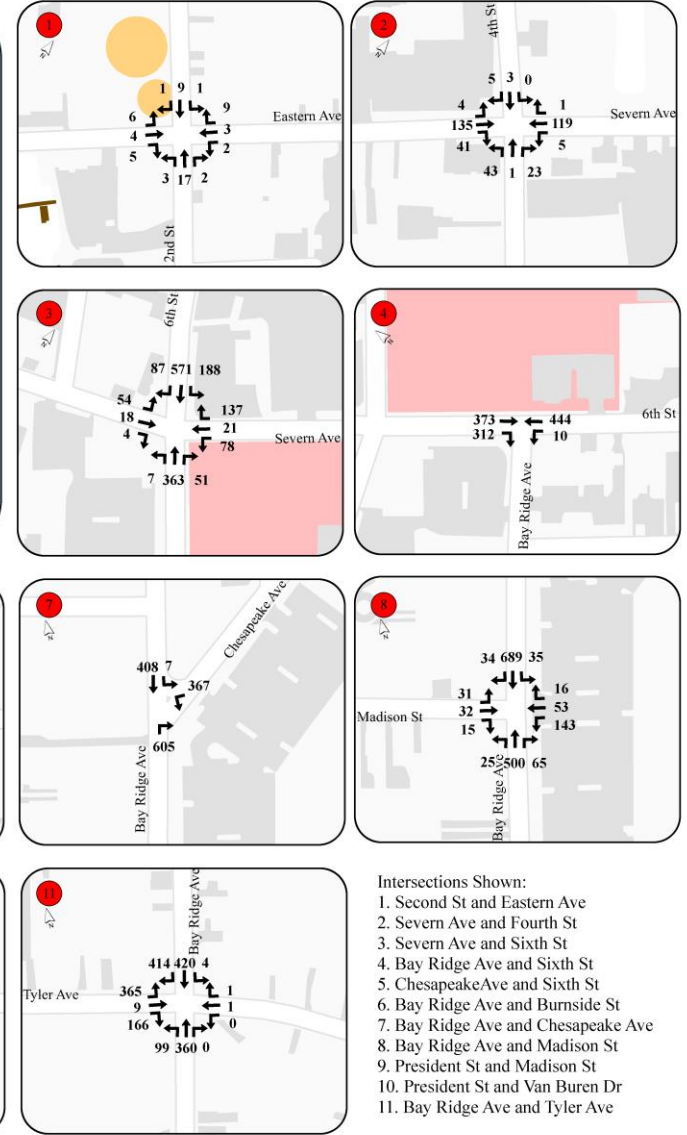 1
1 9 1
6
9
4
3
Eastern Ave
5
2
3 17 2
2nd St
2
4th St
5 3 0
4
1
135
119
Severn Ave
41
5
43 1 23
3
6th St
87 571 188
54
137
18
21
4
78
Severn Ave
7 363 51
4
373
444
6th St
312
10
Bay Ridge Ave
7
Chesapeake Ave
408 7
367
605
Bay Ridge Ave
8
34 689 35
31
16
32
53
Madison St
15
143
25 500 65
Bay Ridge Ave
11
Bay Ridge Ave
414 420 4
Tyler Ave
365
1
9
1
166
0
99 360 0
Intersections Shown:
1. Second St and Eastern Ave
2. Severn Ave and Fourth St
3. Severn Ave and Sixth St
4. Bay Ridge Ave and Sixth St
5. ChesapeakeAve and Sixth St
6. Bay Ridge Ave and Burnside St
7. Bay Ridge Ave and Chesapeake Ave
8. Bay Ridge Ave and Madison St
9. President St and Madison St
10. President St and Van Buren Dr
11. Bay Ridge Ave and Tyler Ave